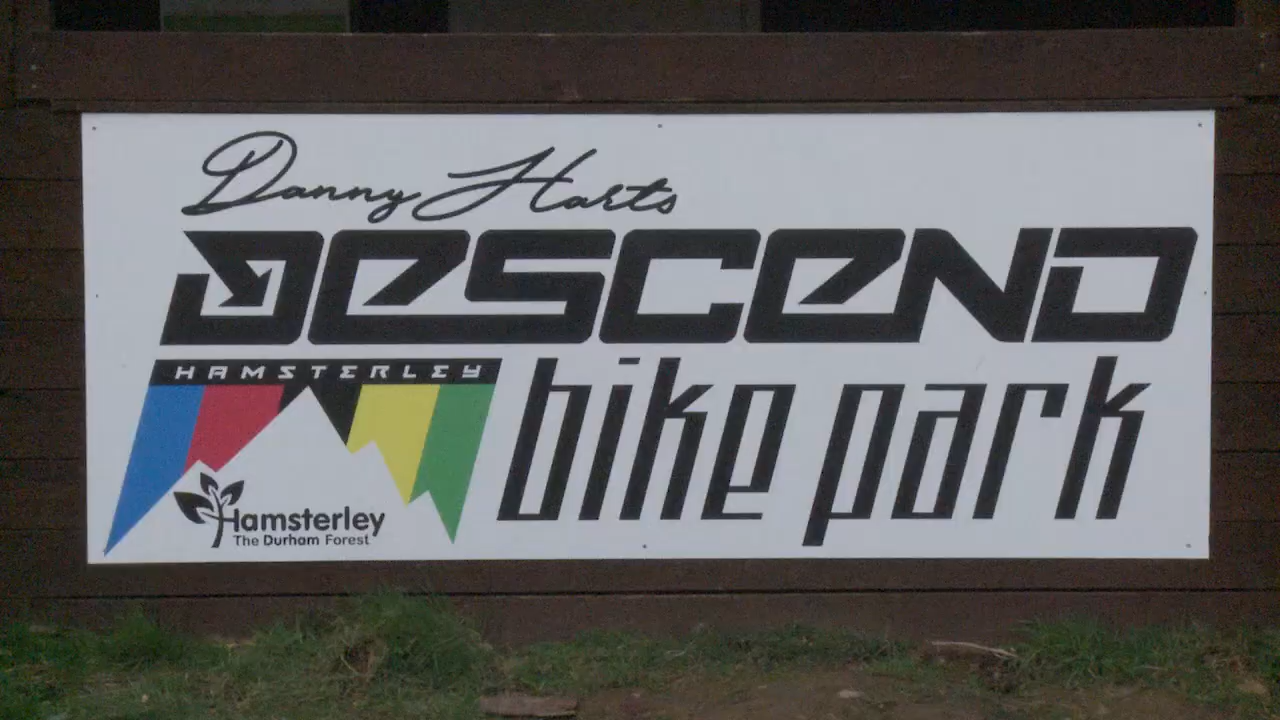 Danny Harts
DESCEND
HAMSTERLEY
bike park
Hamsterley
The Durham Forest